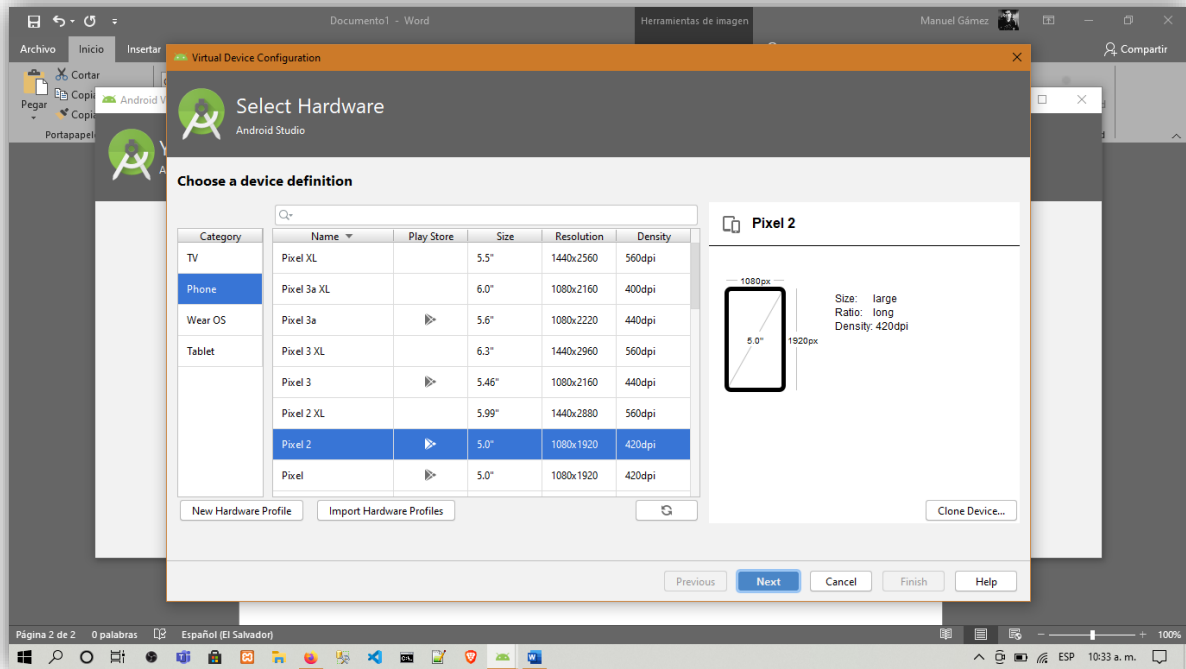 Documento1 - Word
Herramientas de imagen
Manuel Gámez
Archivo
Inicio
Insertar
Compartir
Cortar
Pegar
Portapapel
Android V
Virtual Device Configuration
Select Hardware
Android Studio
Choose a device definition
Category
Name
Play Store
Size
Resolution
Density
TV
Phone
Wear OS
Tablet
Pixel XL 5.5" 1440x2560 560dpi
Pixel 3a XL 6.0" 1080x2160 400dpi
Pixel 3a 5.6" 1080x2220 440dpi
Pixel 3 XL 6.3" 1440x2960 560dpi
Pixel 3 5.46" 1080x2160 440dpi
Pixel 2 XL 5.99" 1440x2880 560dpi
Pixel 2 5.0" 1080x1920 420dpi
Pixel 5.0" 1080x1920 420dpi
Pixel 2
1080px
5.0"
1920px
Size: large
Ratio: long
Density: 420dpi
New Hardware Profile
Import Hardware Profiles
Clone Device...
Previous
Next
Cancel
Finish
Help
Página 2 de 2
0 palabras
Español (El Salvador)
100%
ESP
10:33 a. m.